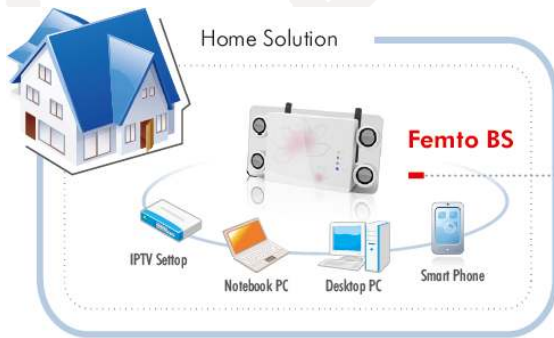 Home Solution
Femto BS
IPTV Settop
Notebook PC
Desktop PC
Smart Phone